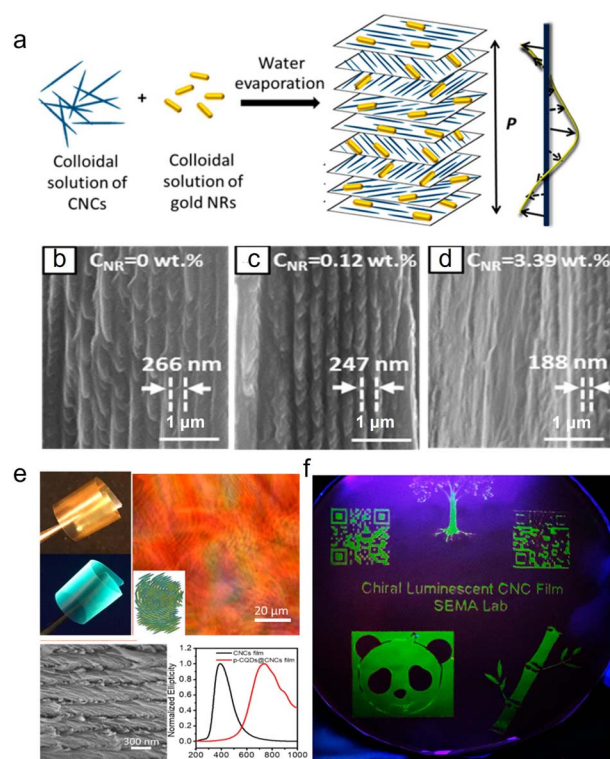 a
Water
evaporation
+
P
Colloidal
solution of
CNCs
Colloidal
solution of
gold NRs
b
C_NR=0 wt.%
266 nm
1 μm
c
C_NR=0.12 wt.%
247 nm
1 μm
d
C_NR=3.39 wt.%
188 nm
1 μm
e
20 μm
300 nm
Normalized Ellipticity
1.2
1.0
0.8
0.6
0.4
0.2
0.0
CNCs film
p-CQDs@CNCs film
200 400 600 800 1000
f
Chiral Luminescent CNC Film
SEMA Lab